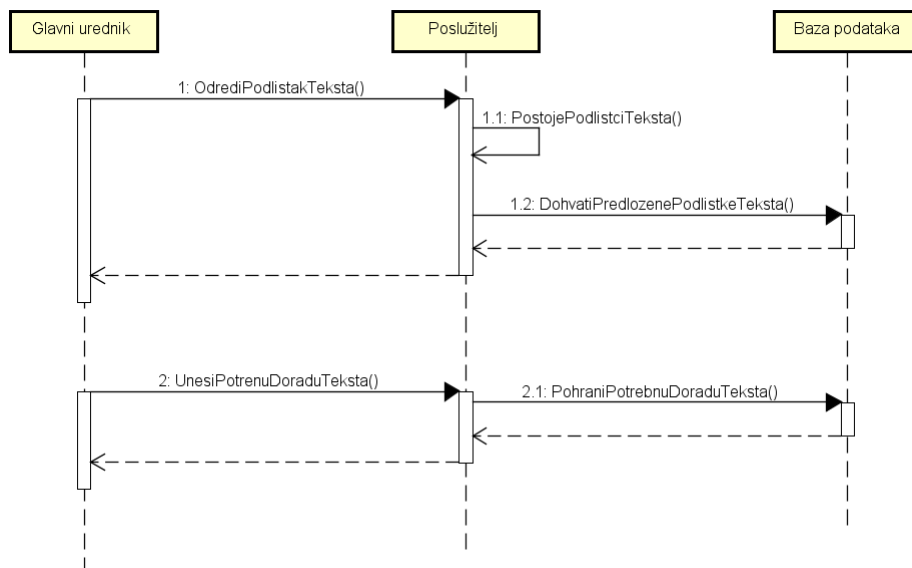 Glavni urednik
Poslužitelj
Baza podataka
1: OdrediPodlistakTeksta()
1.1: PostojePodlistciTeksta()
1.2: DohvatiPredlozenePodlistkeTeksta()
2: UnesiPotrenuDoraduTeksta()
2.1: PohraniPotrebnuDoraduTeksta()